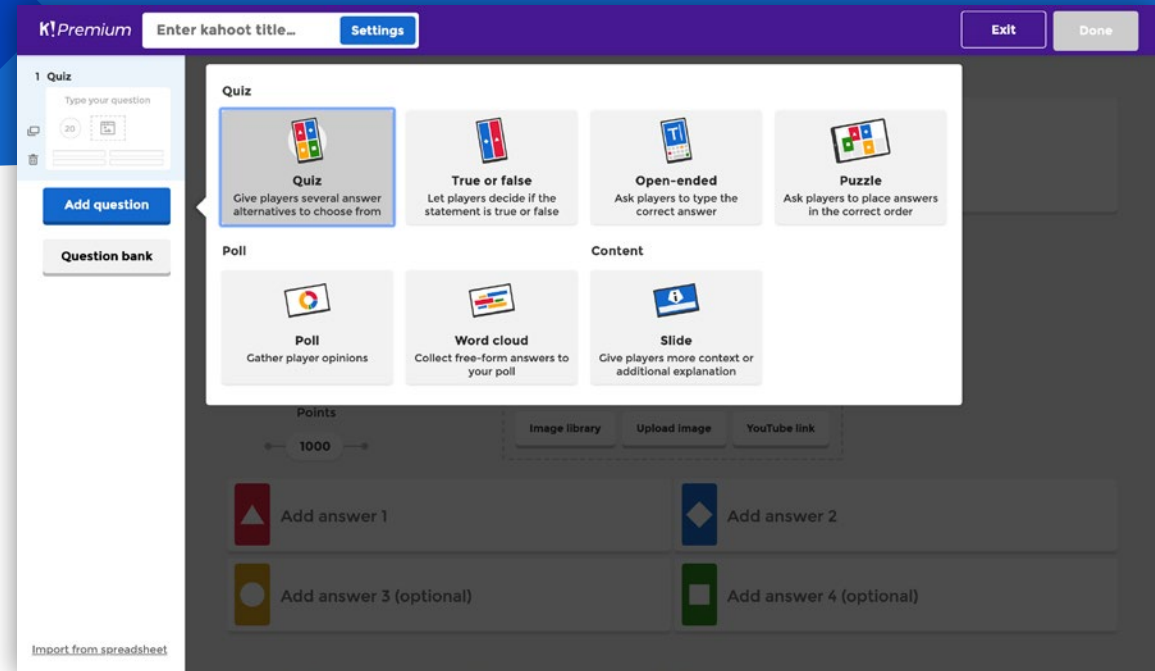 K! Premium
Enter kahoot title...
Settings
Exit
Done
1 Quiz
Type your question
20
Add question
Question bank
Import from spreadsheet
Quiz
Quiz
Give players several answer
alternatives to choose from
True or false
Let players decide if the
statement is true or false
Open-ended
Ask players to type the
correct answer
Puzzle
Ask players to place answers
in the correct order
Poll
Content
Poll
Gather player opinions
Word cloud
Collect free-form answers to
your poll
Slide
Give players more context or
additional explanation
Points
1000
Image library
Upload image
YouTube link
Add answer 1
Add answer 2
Add answer 3 (optional)
Add answer 4 (optional)